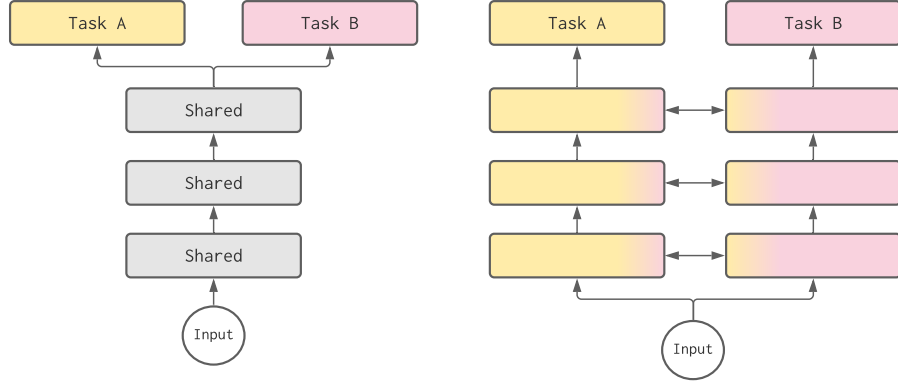 Task A
Task B
Shared
Shared
Shared
Input
Task A
Task B
Input